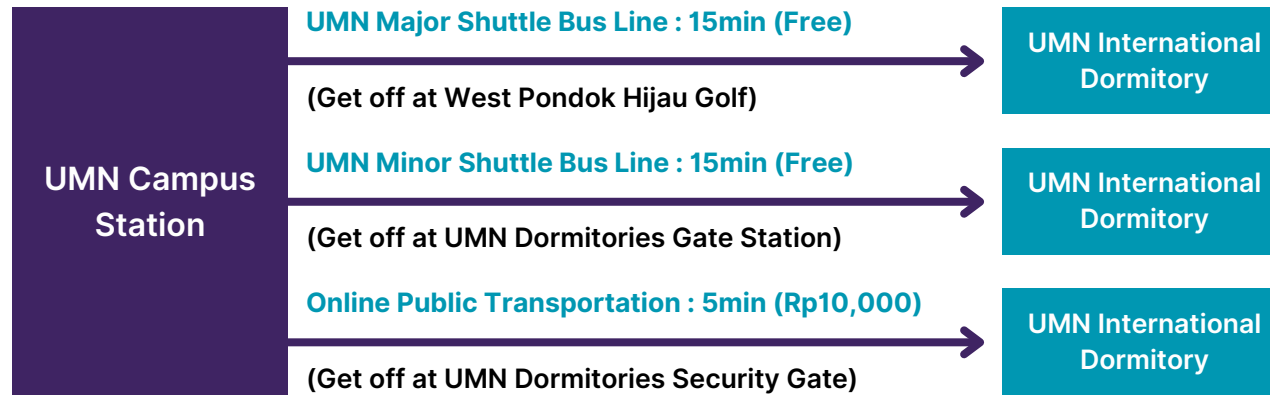 UMN Campus
Station
UMN Major Shuttle Bus Line : 15min (Free)
(Get off at West Pondok Hijau Golf)
UMN International
Dormitory
UMN Minor Shuttle Bus Line : 15min (Free)
(Get off at UMN Dormitories Gate Station)
UMN International
Dormitory
Online Public Transportation : 5min (Rp10,000)
(Get off at UMN Dormitories Security Gate)
UMN International
Dormitory